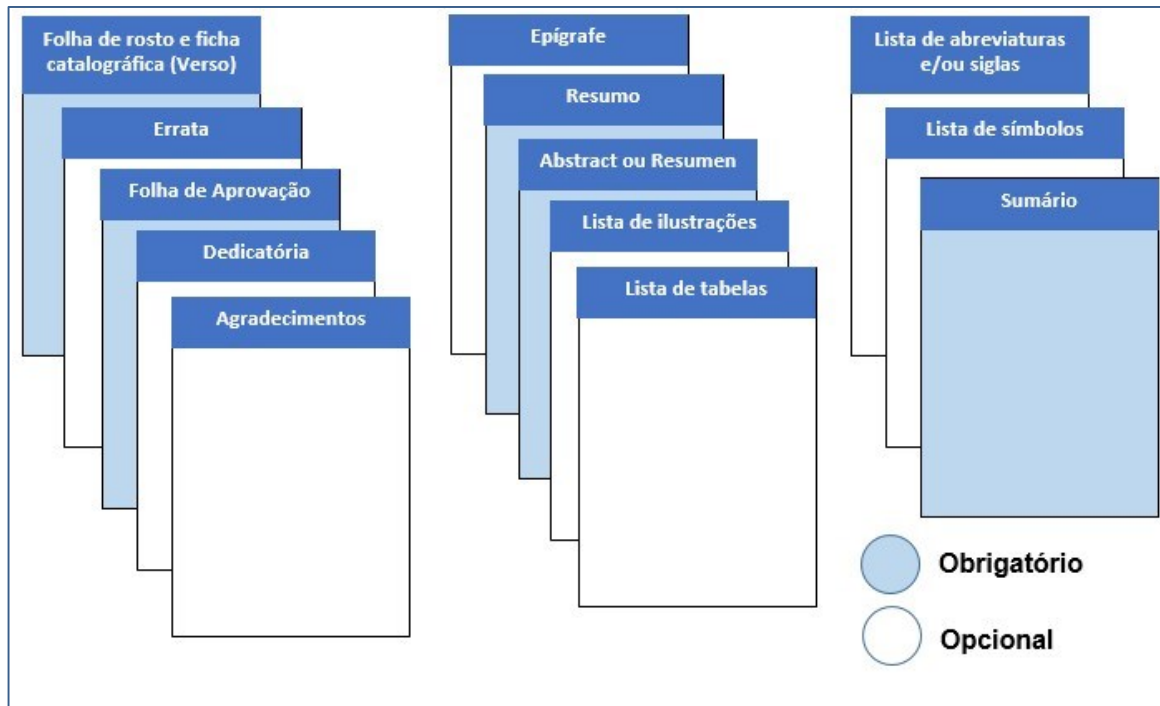 Folha de rosto e ficha
catalográfica (Verso)
Errata
Folha de Aprovação
Dedicatória
Agradecimentos
Epígrafe
Resumo
Abstract ou Resumen
Lista de ilustrações
Lista de tabelas
Lista de abreviaturas
e/ou siglas
Lista de símbolos
Sumário
Obrigatório
Opcional